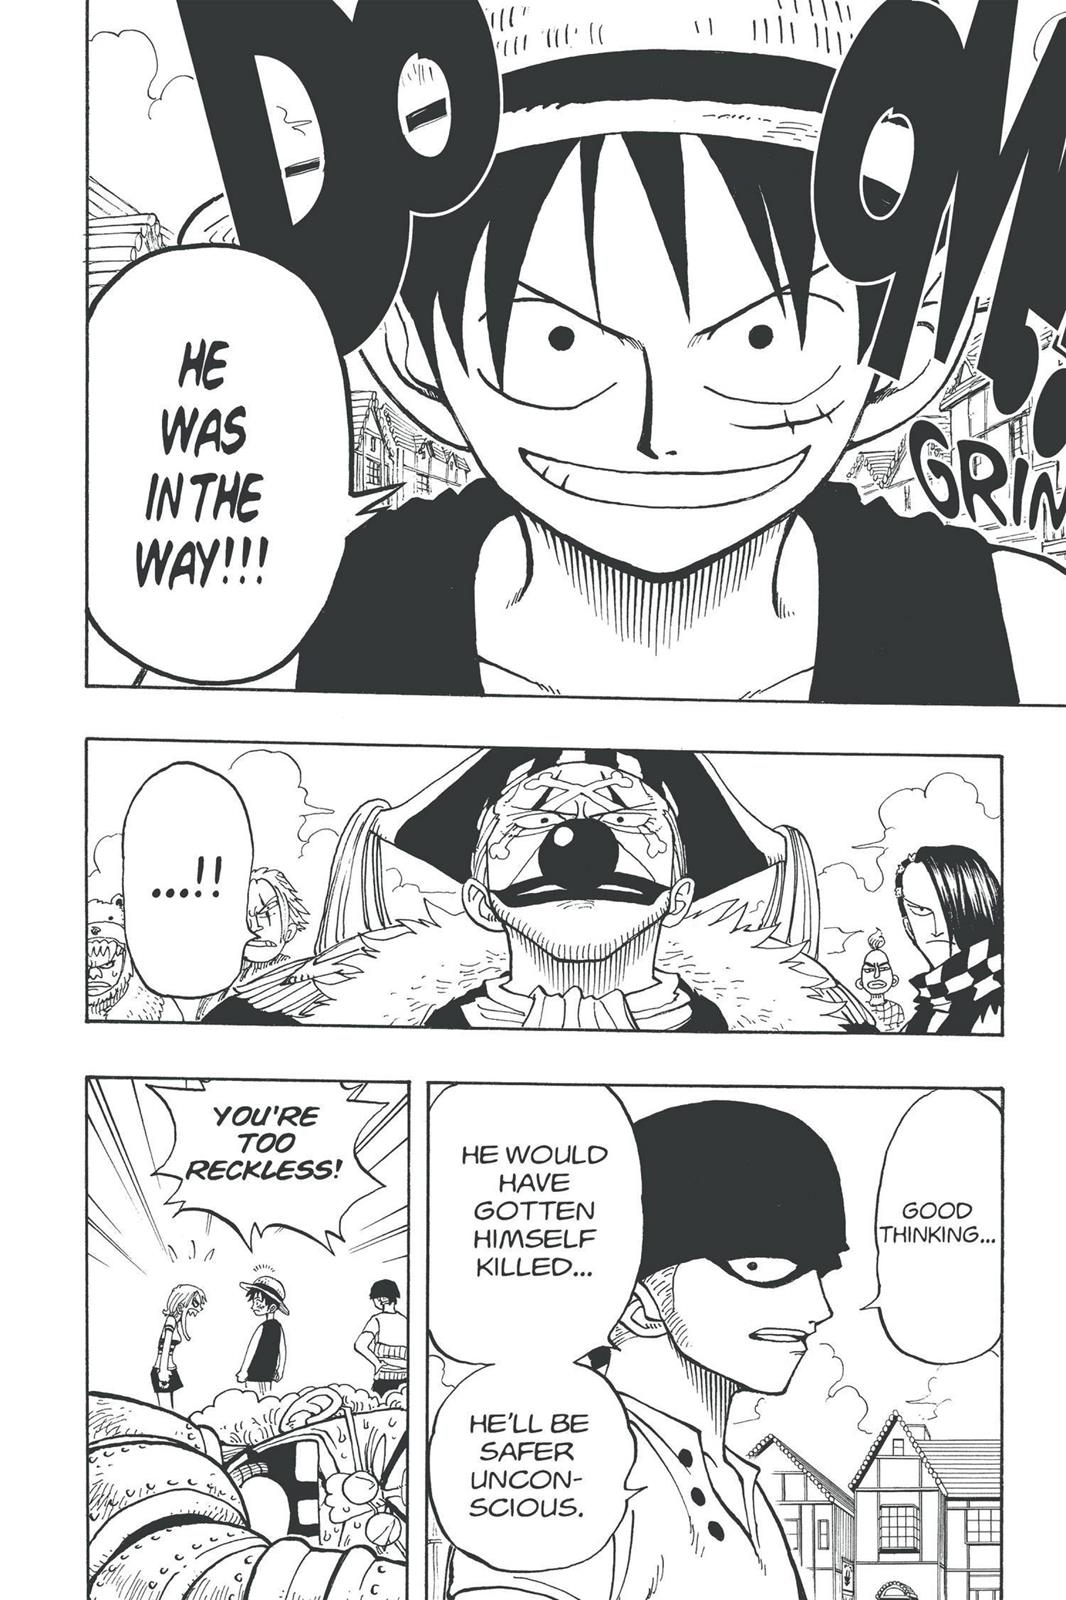 DOOM!!
HE
WAS
IN THE
WAY!!!
GRIN
...!!
GOOD
THINKING...
HE WOULD
HAVE
GOTTEN
HIMSELF
KILLED...
HE'LL BE
SAFER
UNCON-
SCIOUS.
YOU'RE
TOO
RECKLESS!